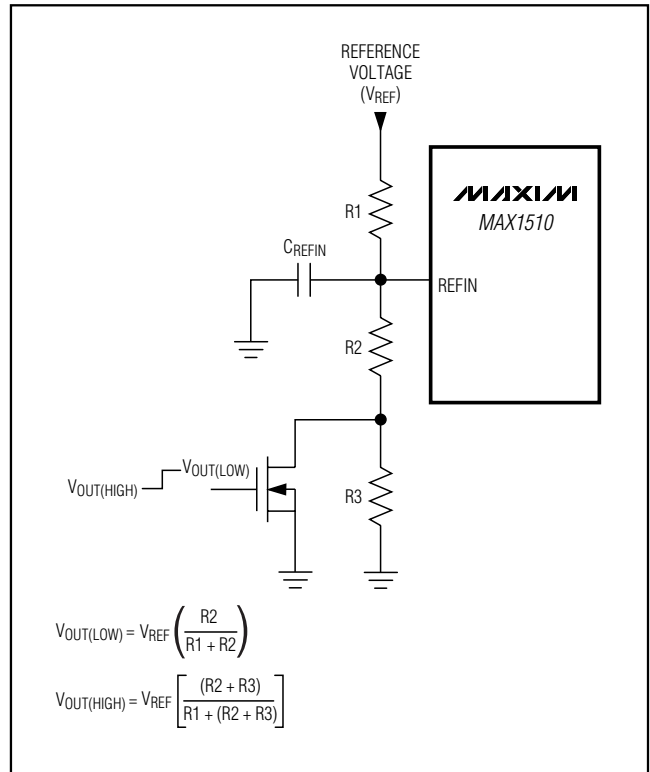 REFERENCE
VOLTAGE
(VREF)
R1
MAXIM
MAX1510
CREFIN
REFIN
R2
VOUT(HIGH)
VOUT(LOW)
R3
VOUT(LOW) = VREF (R2 / R1 + R2)
VOUT(HIGH) = VREF [(R2 + R3) / R1 + (R2 + R3)]